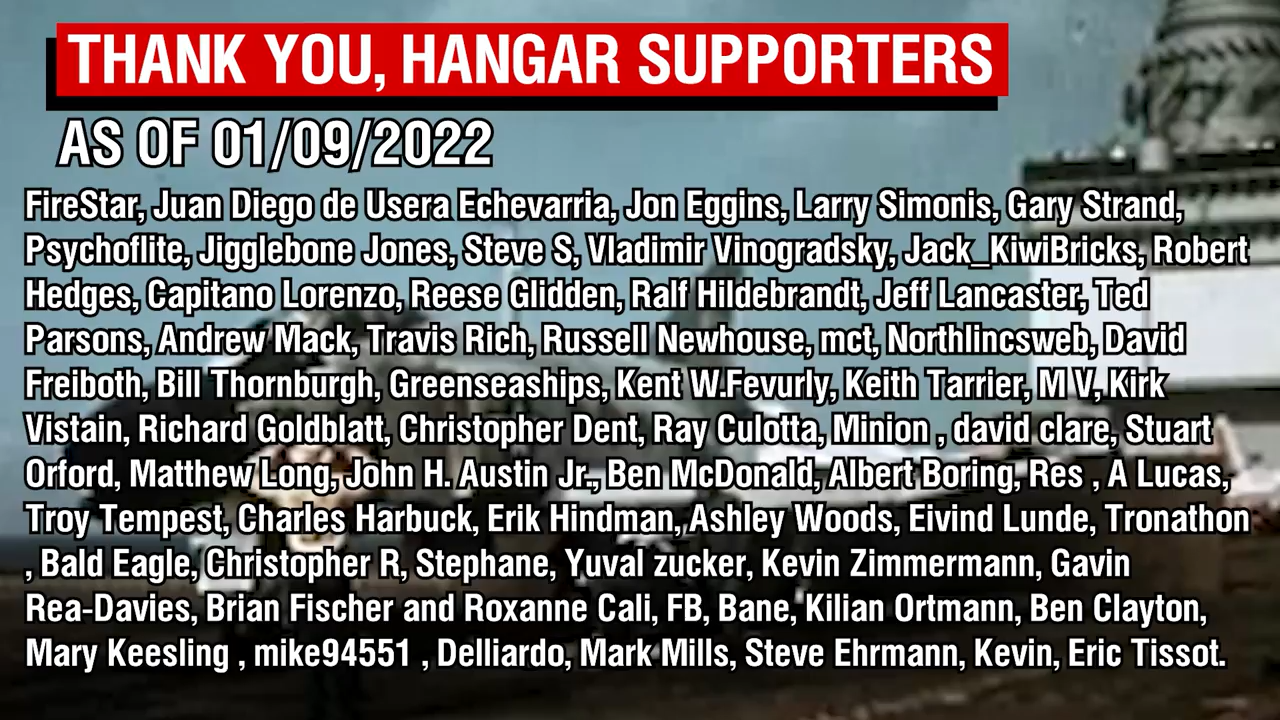 THANK YOU, HANGAR SUPPORTERS
AS OF 01/09/2022
FireStar, Juan Diego de Usera Echevarria, Jon Eggins, Larry Simonis, Gary Strand,
Psychoflite, Jigglebone Jones, Steve S, Vladimir Vinogradsky, Jack_KiwiBricks, Robert
Hedges, Capitano Lorenzo, Reese Glidden, Ralf Hildebrandt, Jeff Lancaster, Ted
Parsons, Andrew Mack, Travis Rich, Russell Newhouse, mct, Northlincsweb, David
Freiboth, Bill Thornburgh, Greenseaships, Kent W.Fevurly, Keith Tarrier, M V, Kirk
Vistain, Richard Goldblatt, Christopher Dent, Ray Culotta, Minion , david clare, Stuart
Orford, Matthew Long, John H. Austin Jr., Ben McDonald, Albert Boring, Res , A Lucas,
Troy Tempest, Charles Harbuck, Erik Hindman, Ashley Woods, Eivind Lunde, Tronathon
, Bald Eagle, Christopher R, Stephane, Yuval zucker, Kevin Zimmermann, Gavin
Rea-Davies, Brian Fischer and Roxanne Cali, FB, Bane, Kilian Ortmann, Ben Clayton,
Mary Keesling , mike94551 , Delliardo, Mark Mills, Steve Ehrmann, Kevin, Eric Tissot.